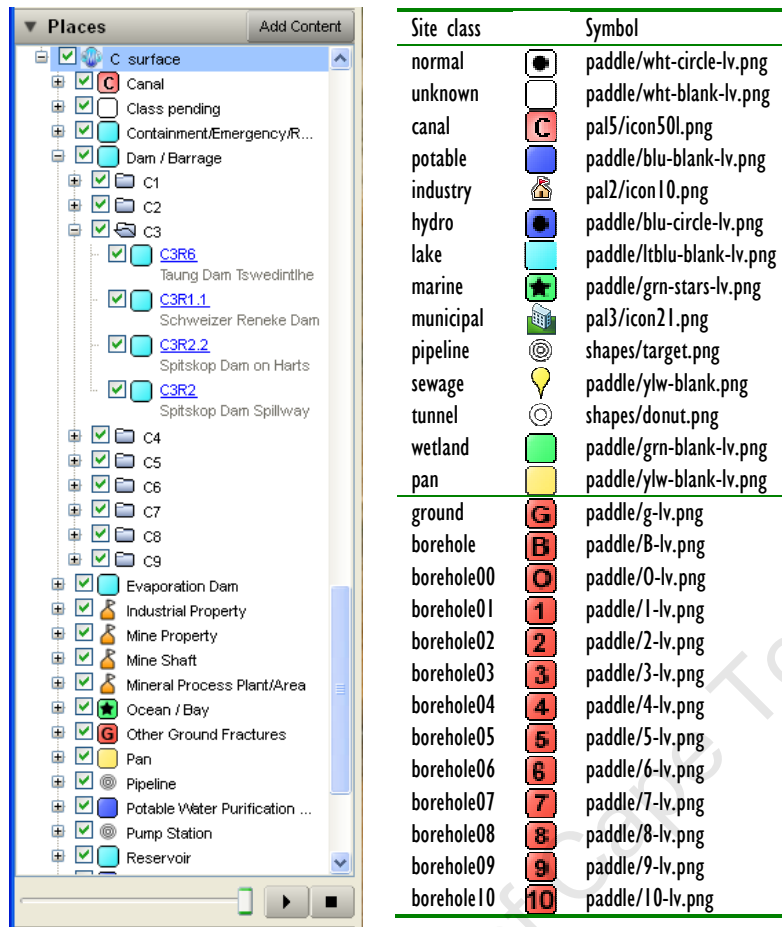 Places
Add Content
C surface
C Canal
Class pending
Containment/Emergency/R...
Dam / Barrage
C1
C2
C3
C3R6
Taung Dam Tswedintlhe
C3R1.1
Schweizer Reneke Dam
C3R2.2
Spitskop Dam on Harts
C3R2
Spitskop Dam Spillway
C4
C5
C6
C7
C8
C9
Evaporation Dam
Industrial Property
Mine Property
Mine Shaft
Mineral Process Plant/Area
Ocean / Bay
G Other Ground Fractures
Pan
Pipeline
Potable Water Purification ...
Pump Station
Reservoir
Site class Symbol
normal paddle/wht-circle-lv.png
unknown paddle/wht-blank-lv.png
canal C pal5/icon50l.png
potable paddle/blu-blank-lv.png
industry pal2/icon10.png
hydro paddle/blu-circle-lv.png
lake paddle/ltblu-blank-lv.png
marine paddle/grn-stars-lv.png
municipal pal3/icon21.png
pipeline shapes/target.png
sewage paddle/ylw-blank.png
tunnel shapes/donut.png
wetland paddle/grn-blank-lv.png
pan paddle/ylw-blank-lv.png
ground G paddle/g-lv.png
borehole B paddle/B-lv.png
borehole00 O paddle/O-lv.png
borehole01 1 paddle/1-lv.png
borehole02 2 paddle/2-lv.png
borehole03 3 paddle/3-lv.png
borehole04 4 paddle/4-lv.png
borehole05 5 paddle/5-lv.png
borehole06 6 paddle/6-lv.png
borehole07 7 paddle/7-lv.png
borehole08 8 paddle/8-lv.png
borehole09 9 paddle/9-lv.png
borehole10 10 paddle/10-lv.png
of Cape To